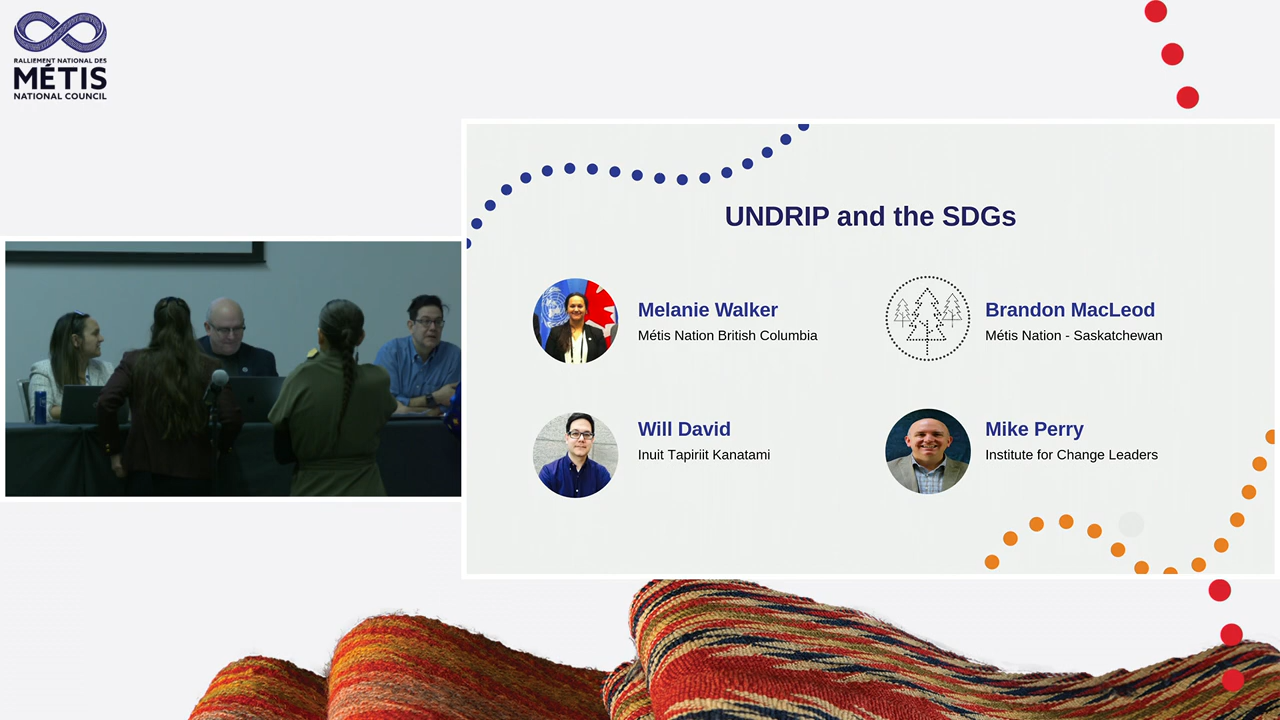 RALLIEMENT NATIONAL DES
MÉTIS
NATIONAL COUNCIL
UNDRIP and the SDGs
Melanie Walker
Métis Nation British Columbia
Brandon MacLeod
Métis Nation - Saskatchewan
Will David
Inuit Tapiriit Kanatami
Mike Perry
Institute for Change Leaders